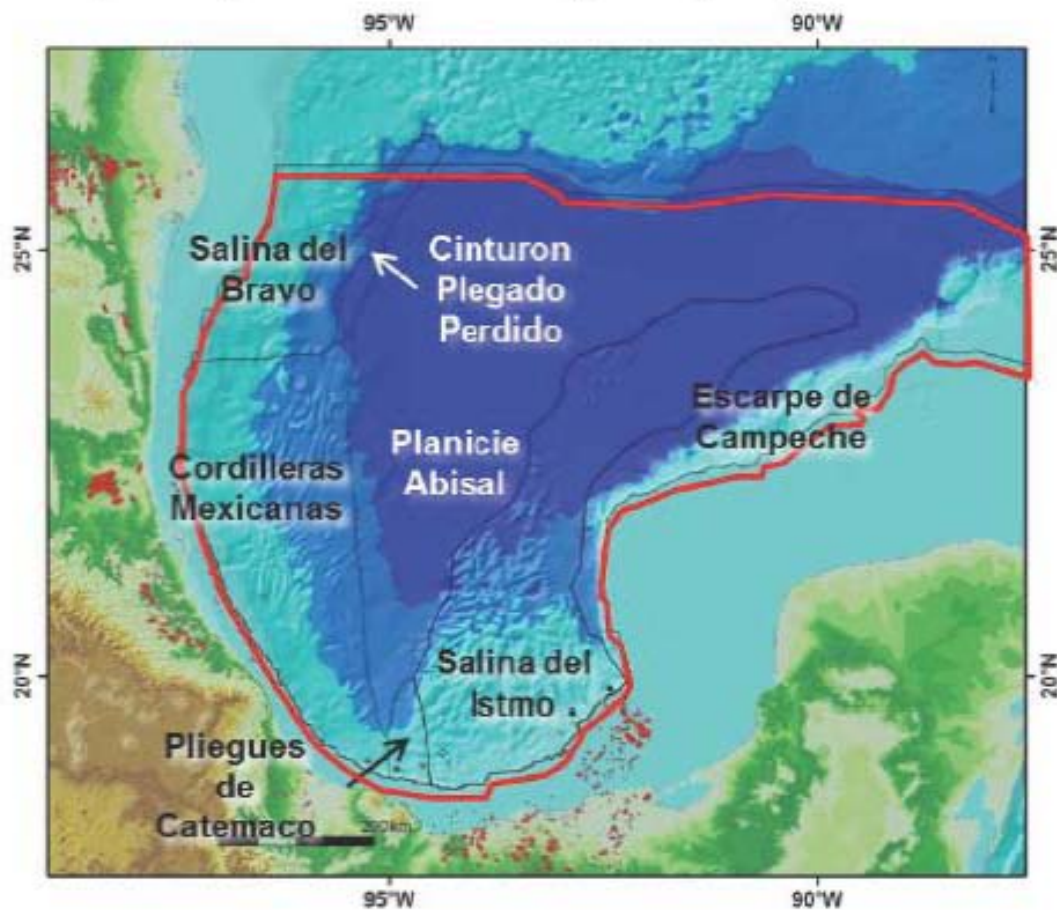 95°W
90°W
25°N
25°N
Salina del
Bravo
Cinturon
Plegado
Perdido
Escarpe de
Campeche
Planicie
Abisal
Cordilleras
Mexicanas
20°N
20°N
Salina del
Istmo
Pliegues
de
Catemaco
200km
95°W
90°W